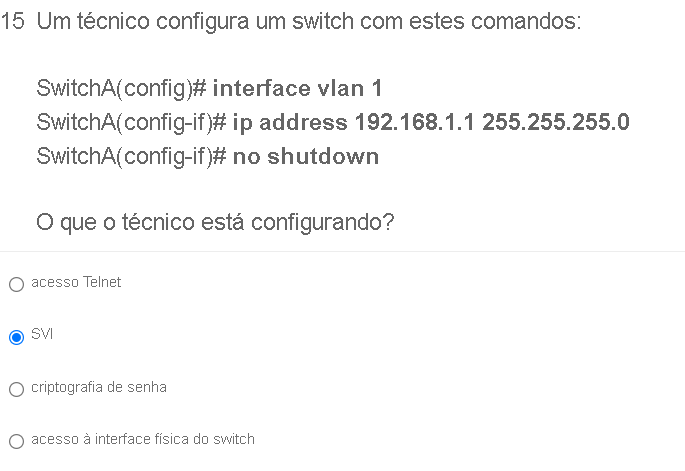 15 Um técnico configura um switch com estes comandos:
SwitchA(config)# interface vlan 1
SwitchA(config-if)# ip address 192.168.1.1 255.255.255.0
SwitchA(config-if)# no shutdown
O que o técnico está configurando?
acesso Telnet
SVI
criptografia de senha
acesso à interface física do switch